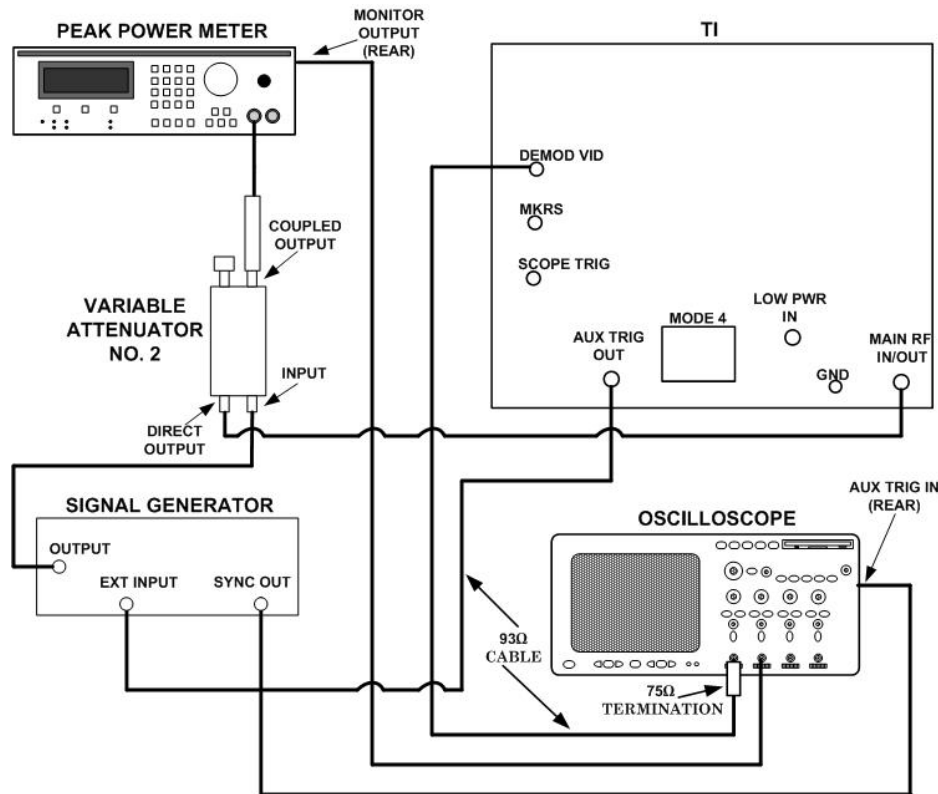 PEAK POWER METER
MONITOR
OUTPUT
(REAR)
TI
DEMOD VID
MKRS
SCOPE TRIG
COUPLED
OUTPUT
VARIABLE
ATTENUATOR
NO. 2
INPUT
DIRECT
OUTPUT
AUX TRIG
OUT
MODE 4
LOW PWR
IN
GND
MAIN RF
IN/OUT
SIGNAL GENERATOR
OUTPUT
EXT INPUT
SYNC OUT
OSCILLOSCOPE
AUX TRIG IN
(REAR)
93Ω
CABLE
75Ω
TERMINATION